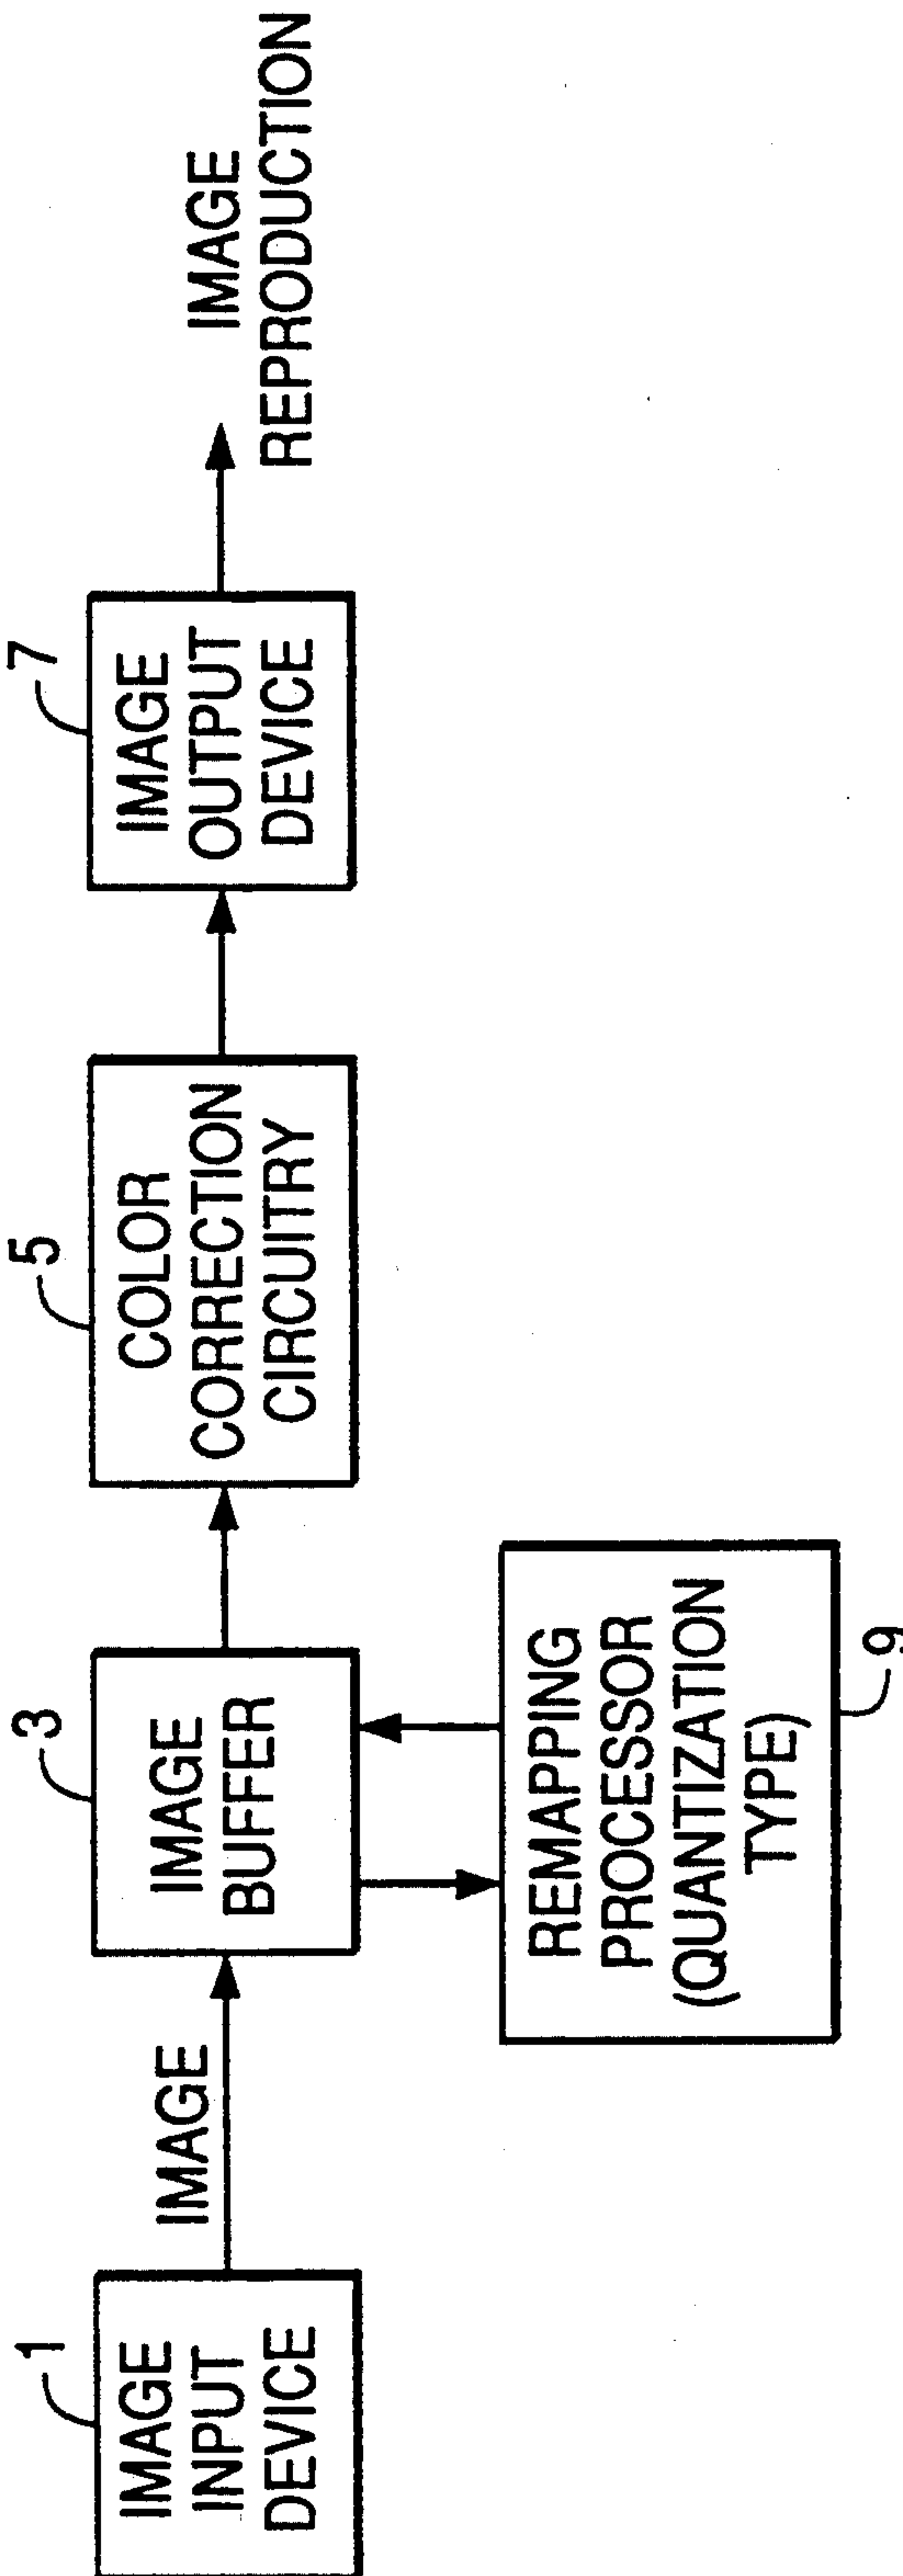 1
IMAGE
INPUT
DEVICE
IMAGE
3
IMAGE
BUFFER
5
COLOR
CORRECTION
CIRCUITRY
7
IMAGE
OUTPUT
DEVICE
IMAGE
REPRODUCTION
REMAPPING
PROCESSOR
(QUANTIZATION
TYPE)
9